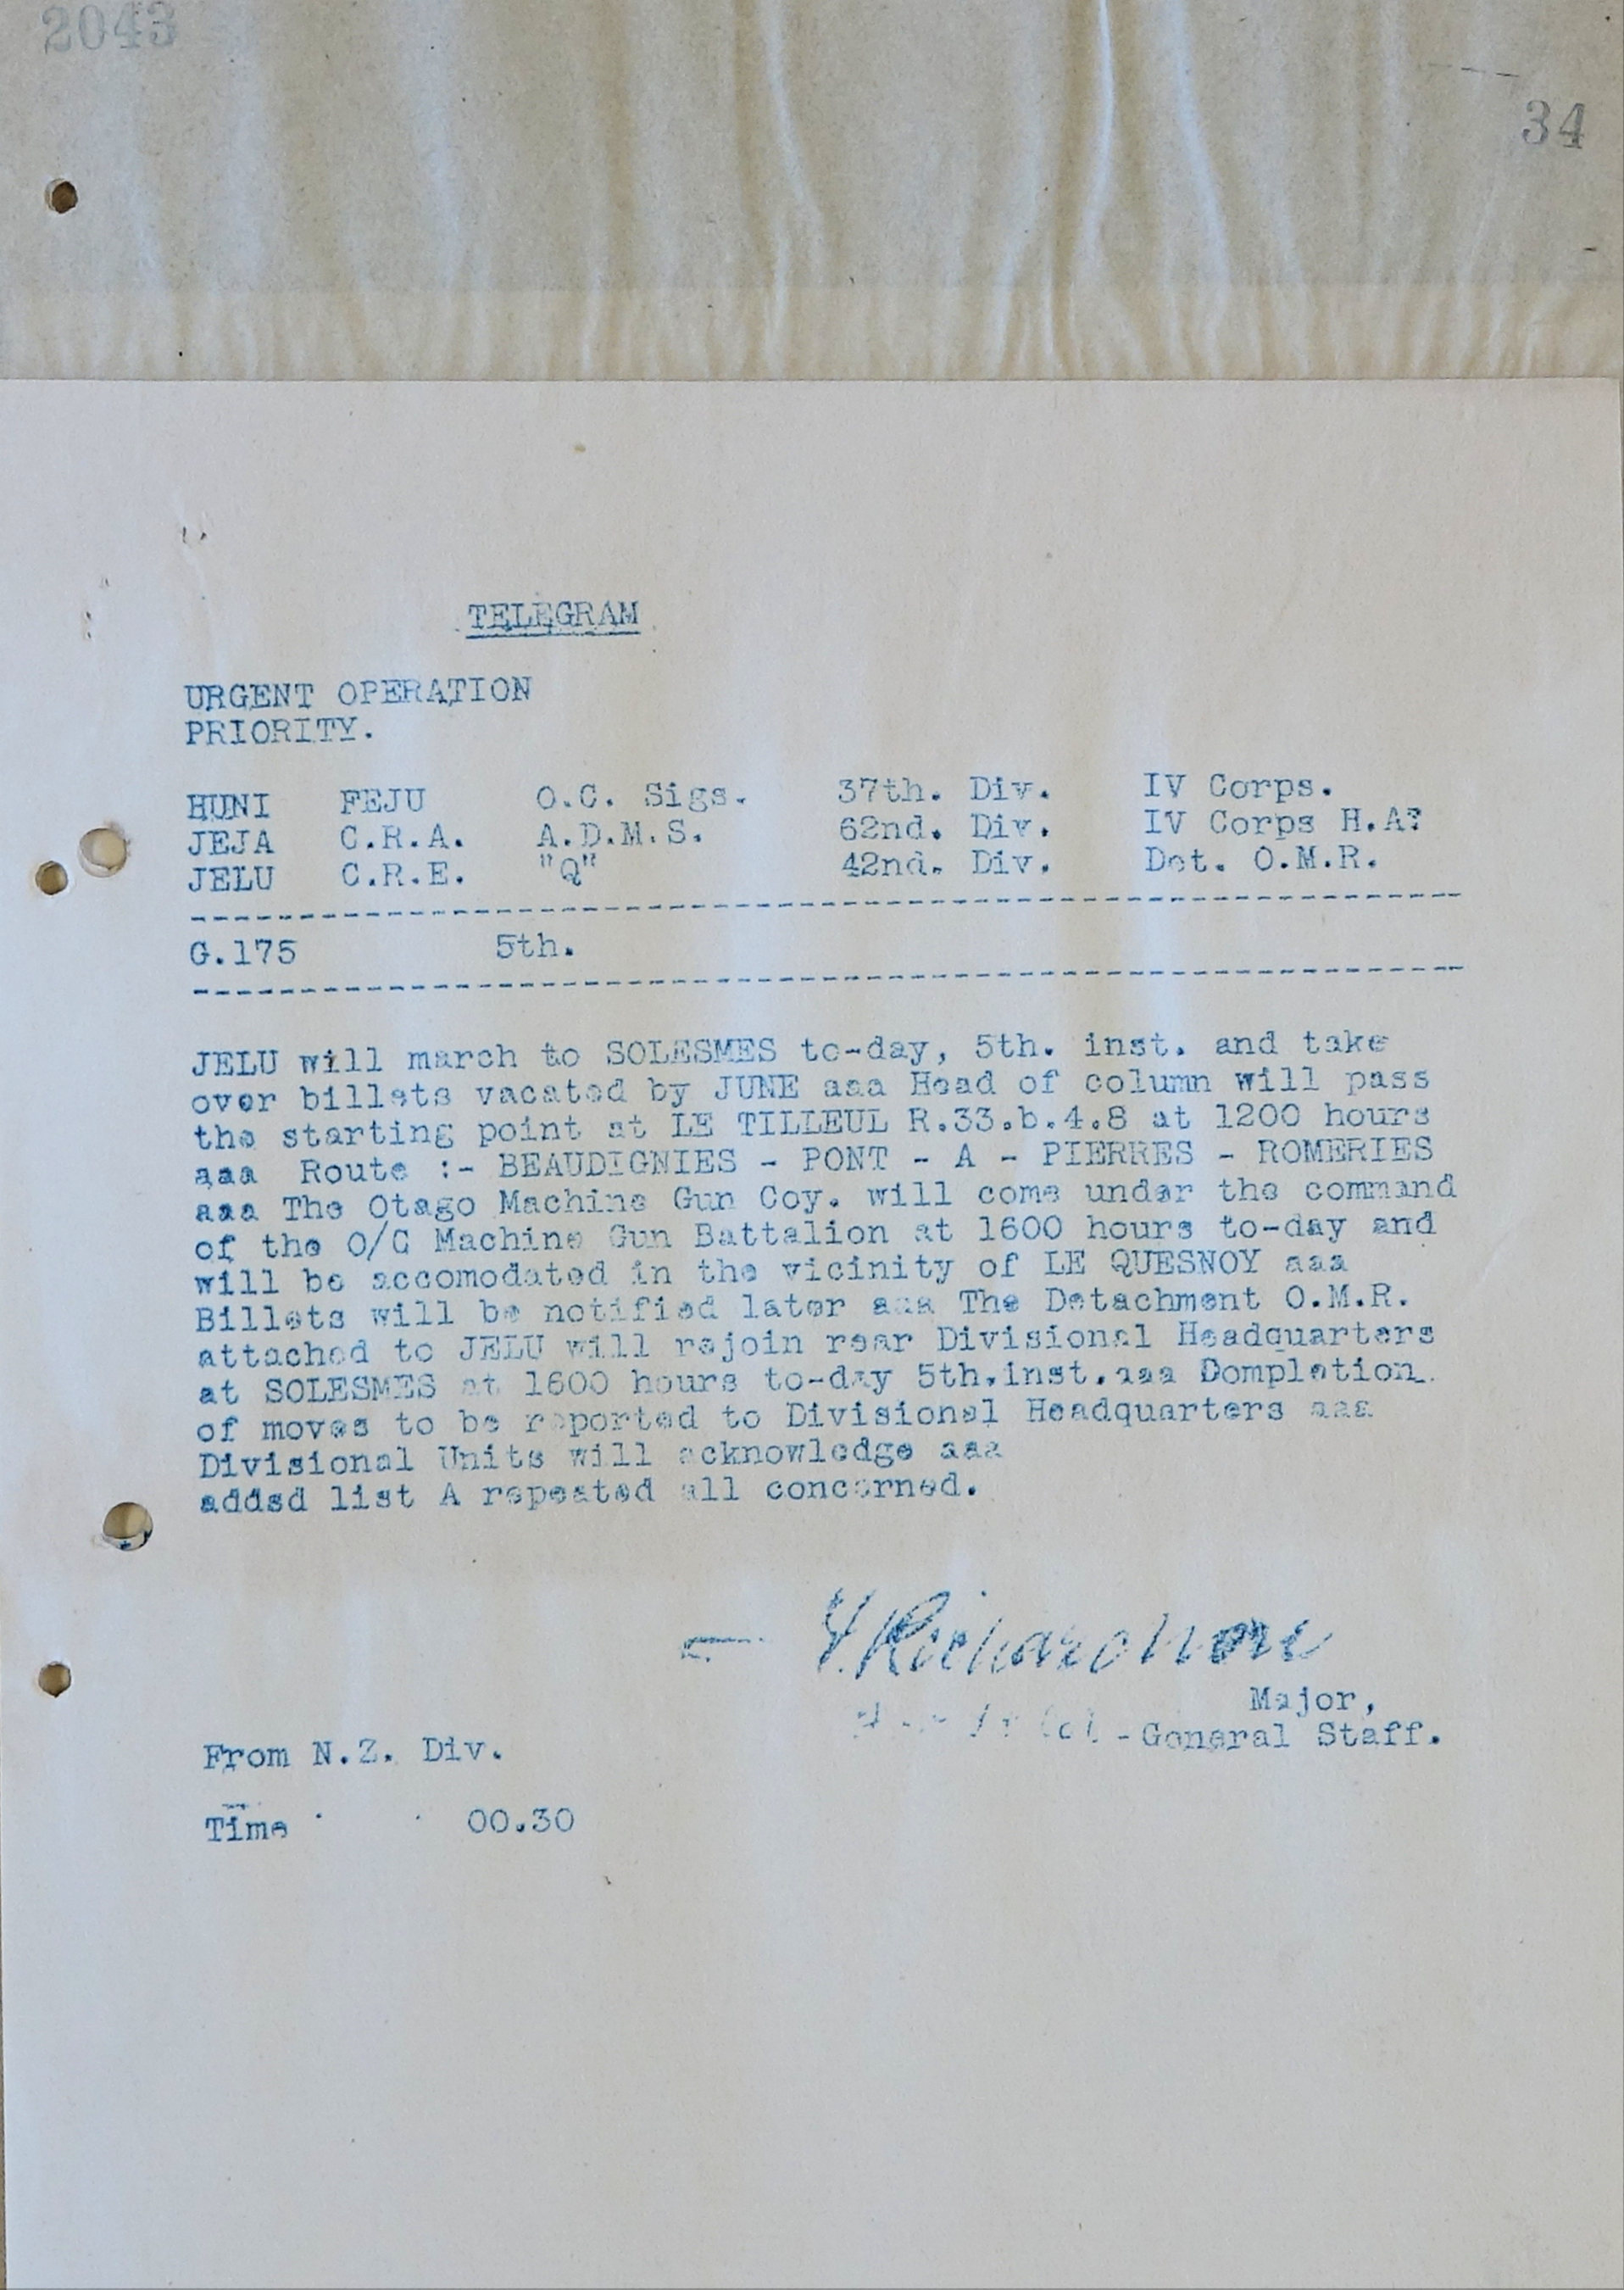 2043
34
TELEGRAM
URGENT OPERATION
PRIORITY.
HUNI FEJU O.C. Sigs. 37th. Div. IV Corps.
JEJA C.R.A. A.D.M.S. 62nd. Div. IV Corps H.A?
JELU C.R.E. "Q" 42nd. Div. Det. O.M.R.
G.175 5th.
JELU will march to SOLESMES to-day, 5th. inst. and take
over billets vacated by JUNE aaa Head of column will pass
the starting point at LE TILLEUL R.33.b.4.8 at 1200 hours
aaa Route :- BEAUDIGNIES - PONT - A - PIERRES - ROMERIES
aaa The Otago Machine Gun Coy. will come under the command
of the O/C Machine Gun Battalion at 1600 hours to-day and
will be accomodated in the vicinity of LE QUESNOY aaa
Billets will be notified later aaa The Detachment O.M.R.
attached to JELU will rejoin rear Divisional Headquarters
at SOLESMES at 1600 hours to-day 5th.inst.aaa Dompletion.
of moves to be reported to Divisional Headquarters aaa
Divisional Units will acknowledge aaa
addsd list A repeated all concerned.
Major,
General Staff.
From N.Z. Div.
Time 00.30